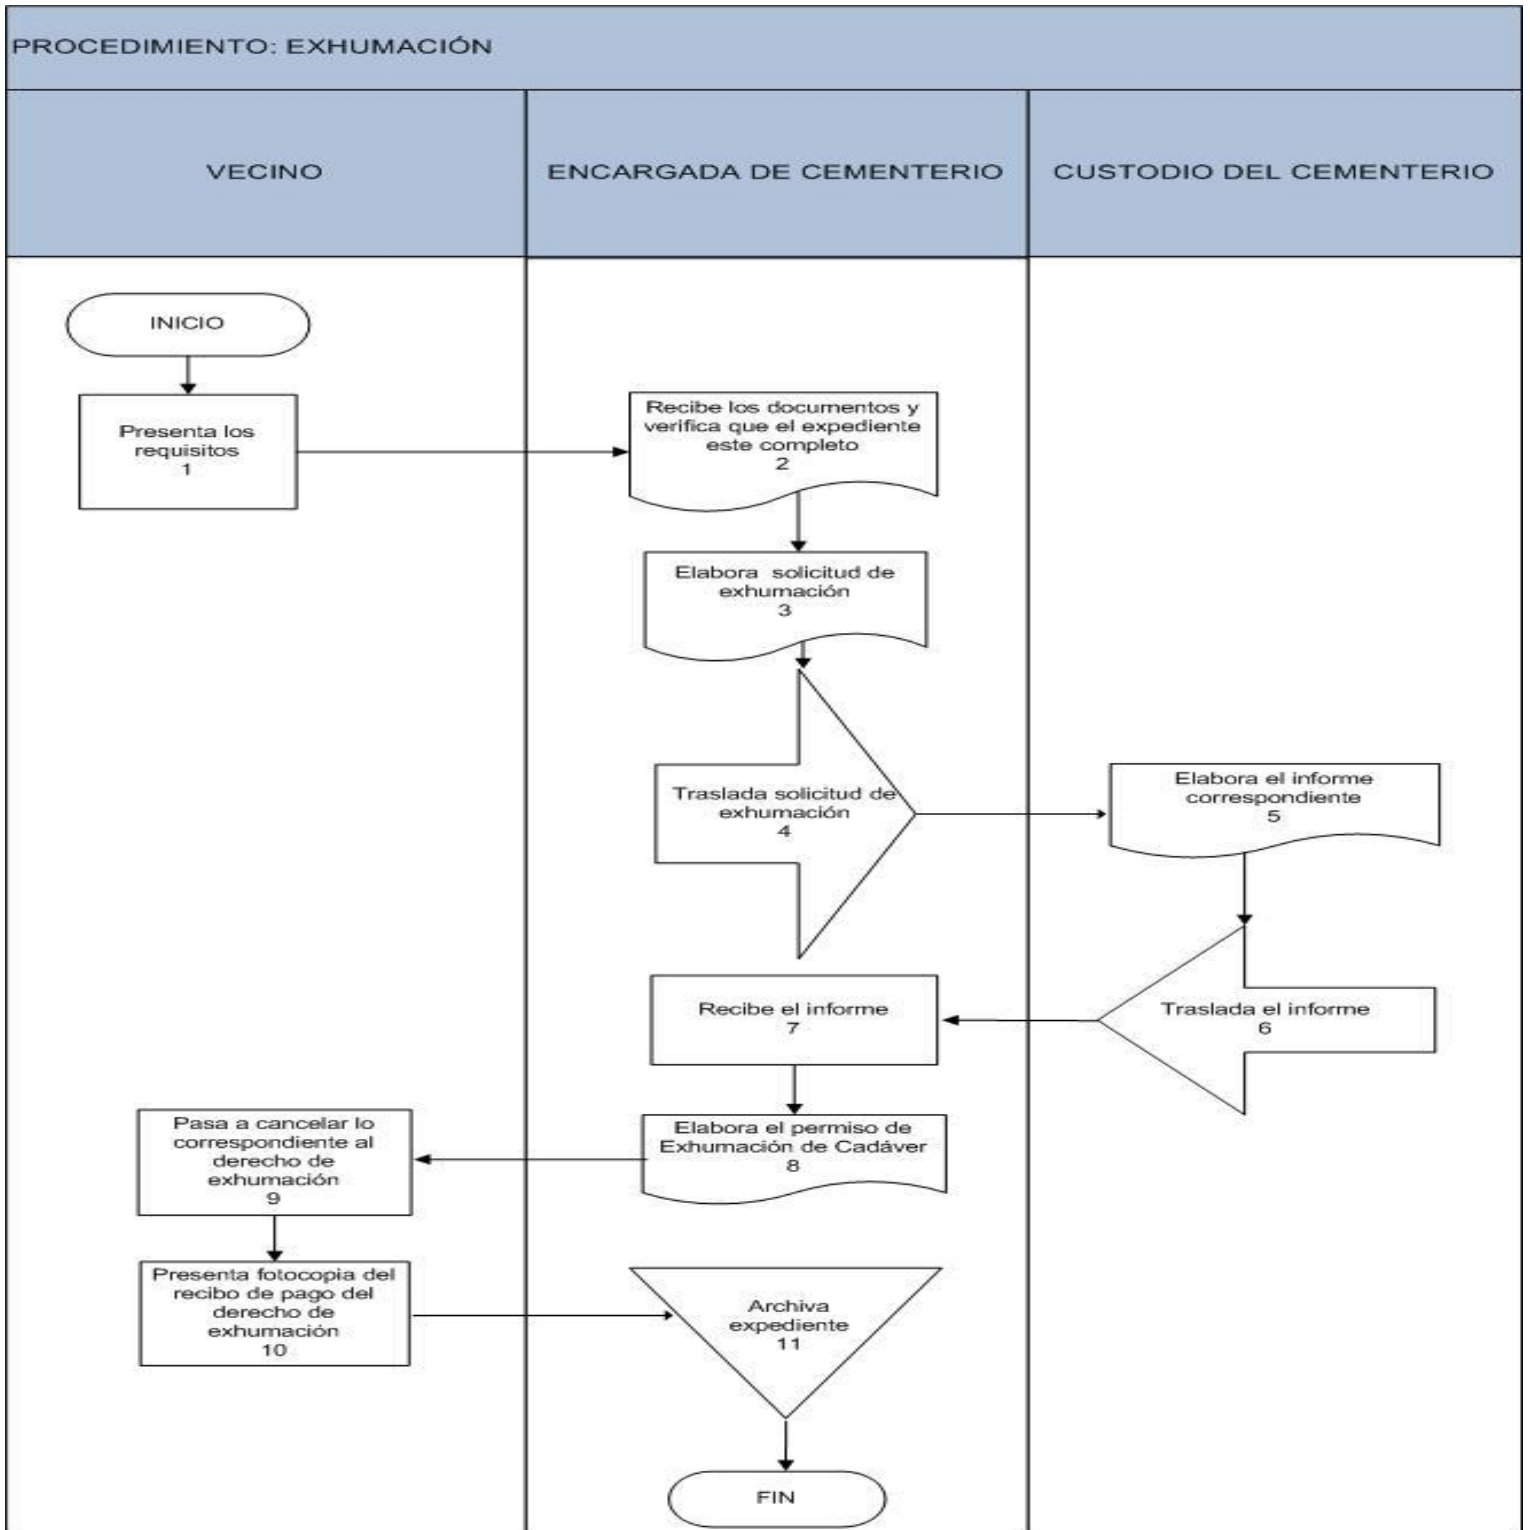 PROCEDIMIENTO: EXHUMACIÓN
VECINO
ENCARGADA DE CEMENTERIO
CUSTODIO DEL CEMENTERIO
INICIO
Presenta los
requisitos
1
Recibe los documentos y
verifica que el expediente
este completo
2
Elabora solicitud de
exhumación
3
Traslada solicitud de
exhumación
4
Elabora el informe
correspondiente
5
Traslada el informe
6
Recibe el informe
7
Elabora el permiso de
Exhumación de Cadáver
8
Pasa a cancelar lo
correspondiente al
derecho de
exhumación
9
Presenta fotocopia del
recibo de pago del
derecho de
exhumación
10
Archiva
expediente
11
FIN